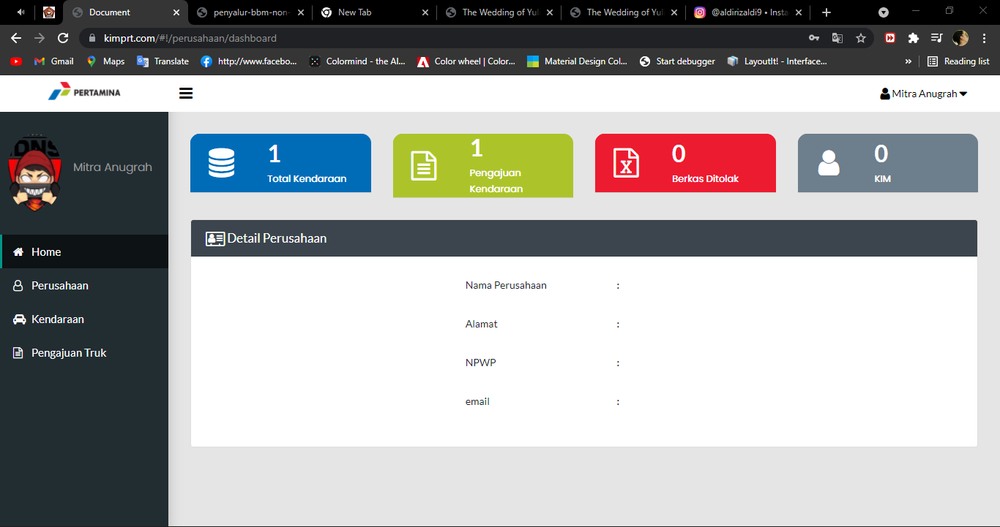 Document
penyalur-bbm-non-
New Tab
The Wedding of Yul
The Wedding of Yul
@aldirizaldi9 • Insta
kimprt.com/#!/perusahaan/dashboard
Gmail
Maps
Translate
http://www.facebo...
Colormind - the AI...
Color wheel | Color...
Material Design Col...
Start debugger
LayoutIt! - Interface...
»
Reading list
PERTAMINA
Mitra Anugrah
Mitra Anugrah
Home
Perusahaan
Kendaraan
Pengajuan Truk
1
Total Kendaraan
1
Pengajuan
Kendaraan
0
Berkas Ditolak
0
KIM
Detail Perusahaan
Nama Perusahaan :
Alamat :
NPWP :
email :